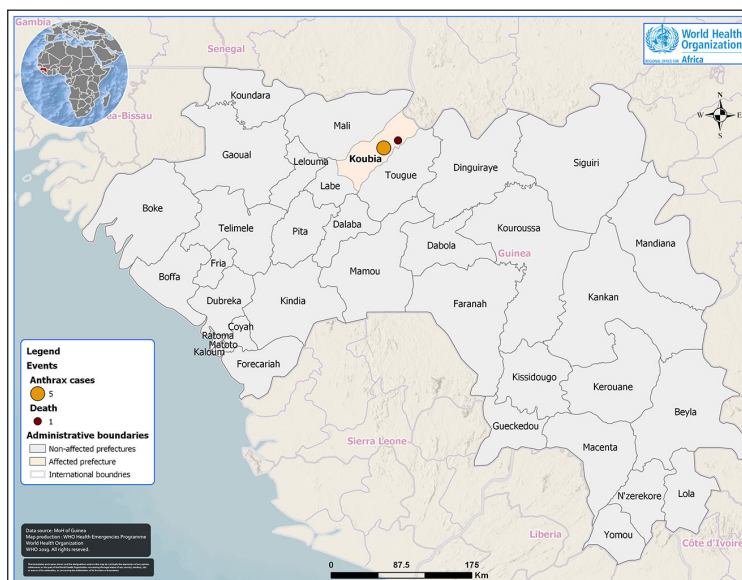 Gambia
Senegal
World Health
Organization
REGIONAL OFFICE FOR Africa
ea-Bissau
Koundara
Mali
N
W E
S
Gaoual
Lelouma
Koubia
Labe
Tougue
Dinguiraye
Siguiri
Boke
Telimele
Pita
Dalaba
Dabola
Kouroussa
Guinea
Mandiana
Boffa
Fria
Mamou
Dubreka
Kindia
Faranah
Kankan
Coyah
Ratoma
Matoto
Kaloum
Forecariah
Kissidougo
Kerouane
Beyla
Gueckedou
Macenta
Sierra Leone
N'zerekore
Lola
Yomou
Liberia
Côte d'Ivoire
Legend
Events
Anthrax cases
5
Death
1
Administrative boundaries
Non-affected prefectures
Affected prefecture
International boundries
Data source: MoH of Guinea
Map production : WHO Health Emergencies Programme
World Health Organization
WHO 2019. All rights reseved.
0 87.5 175
Km